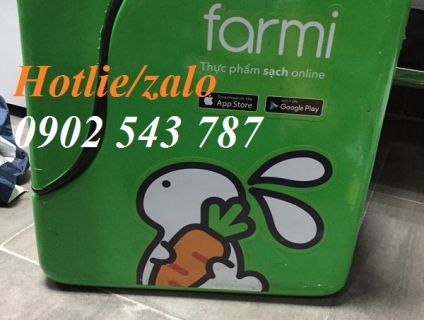 farmi
Thực phẩm sạch online
Hotlie/zalo
App Store
Google Play
0902 543 787